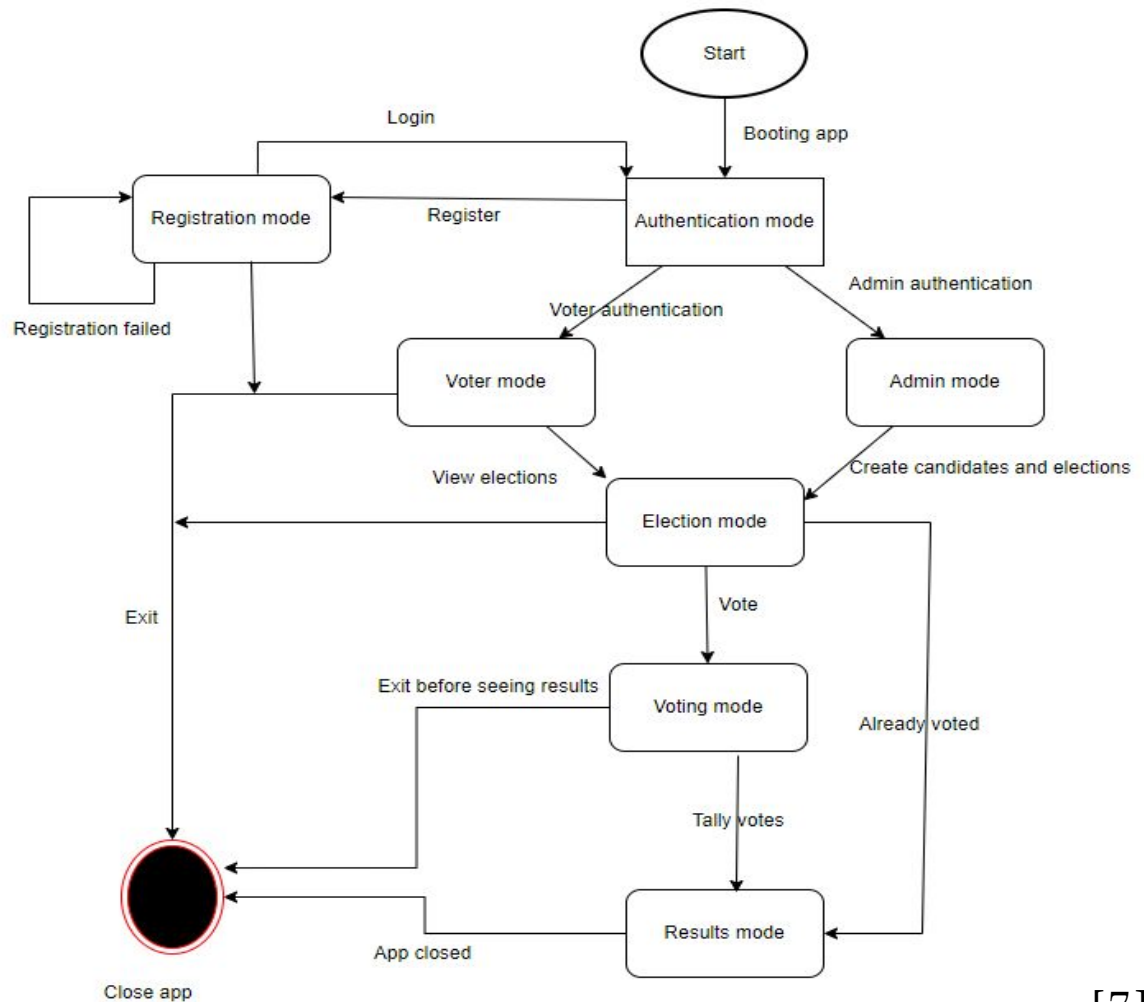 Start
Booting app
Login
Registration mode
Register
Authentication mode
Registration failed
Voter authentication
Admin authentication
Voter mode
Admin mode
View elections
Create candidates and elections
Election mode
Exit
Vote
Exit before seeing results
Voting mode
Already voted
Tally votes
Results mode
App closed
Close app
[7]